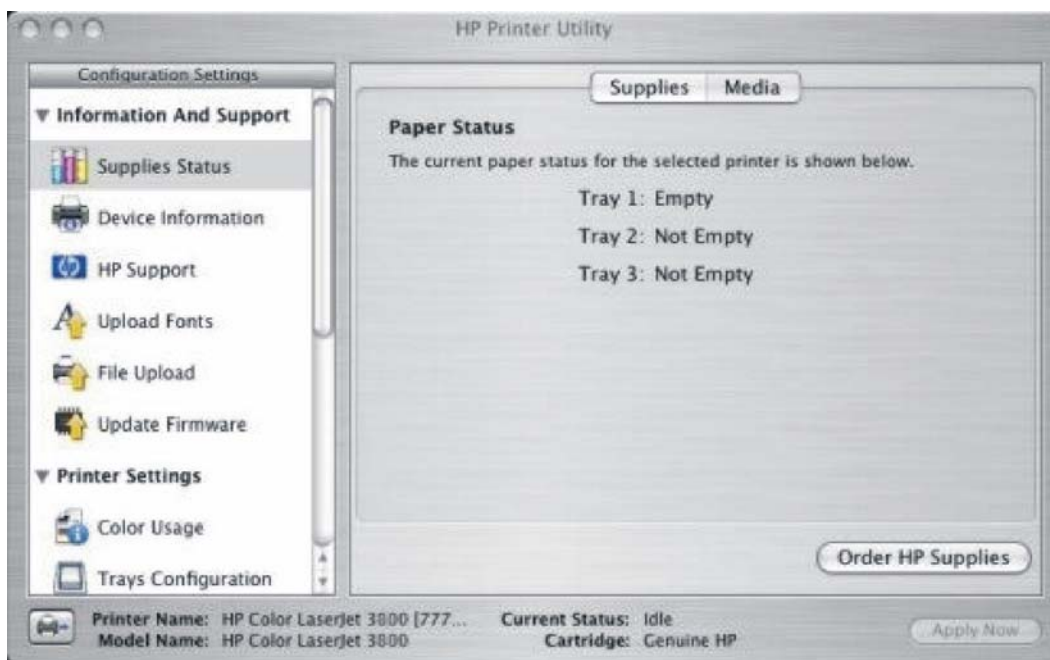 HP Printer Utility
Configuration Settings
Information And Support
Supplies Status
Device Information
HP Support
Upload Fonts
File Upload
Update Firmware
Printer Settings
Color Usage
Trays Configuration
Supplies Media
Paper Status
The current paper status for the selected printer is shown below.
Tray 1: Empty
Tray 2: Not Empty
Tray 3: Not Empty
Order HP Supplies
Printer Name: HP Color LaserJet 3800 [777...
Model Name: HP Color LaserJet 3800
Current Status: Idle
Cartridge: Genuine HP
Apply Now